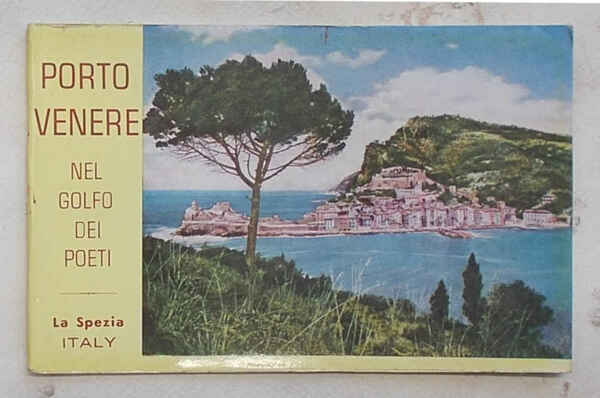 PORTO
VENERE
NEL
GOLFO
DEI
POETI
La Spezia
ITALY